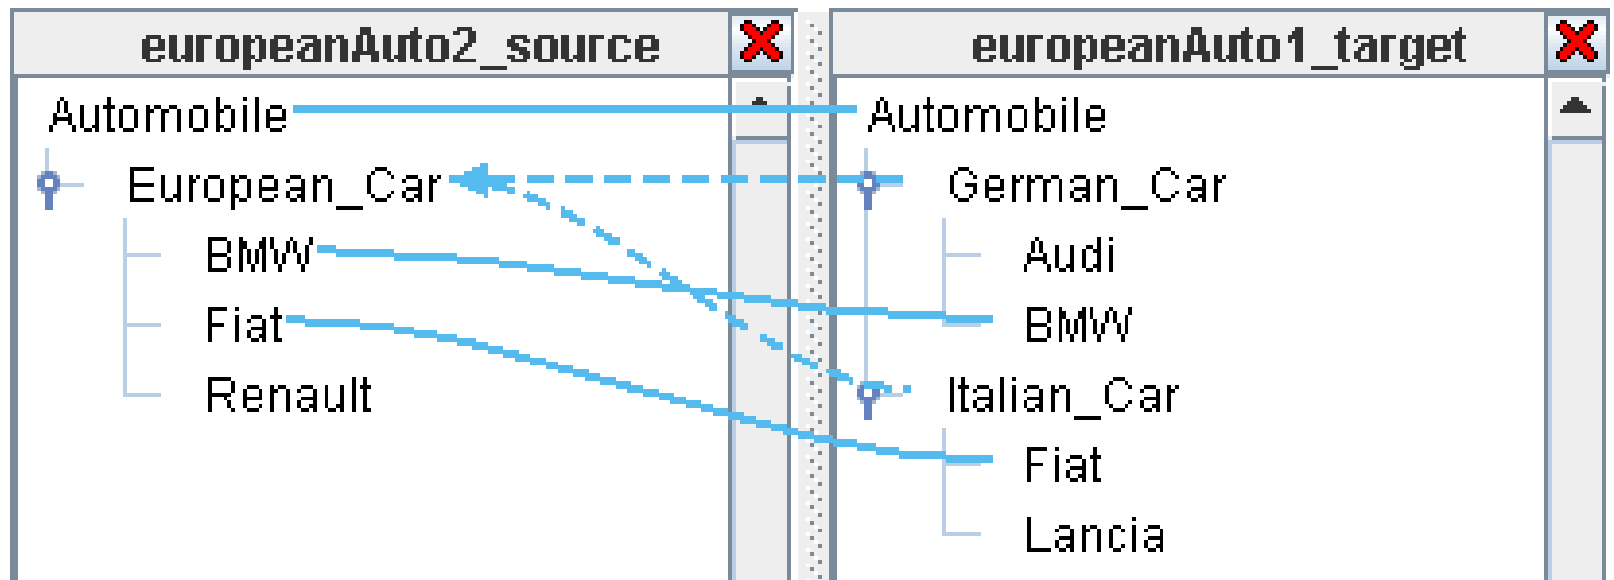 europeanAuto2_source
Automobile
European_Car
BMW
Fiat
Renault
europeanAuto1_target
Automobile
German_Car
Audi
BMW
Italian_Car
Fiat
Lancia